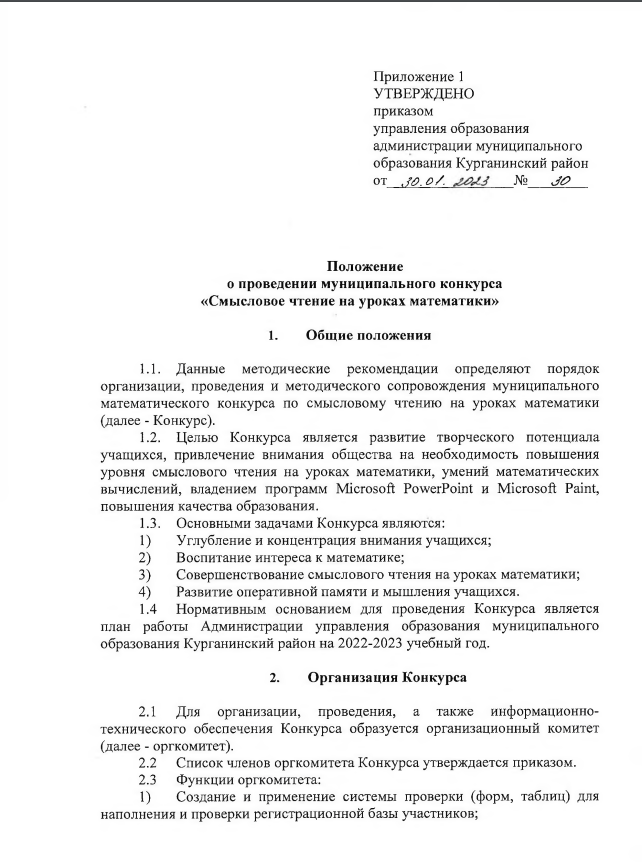 Приложение 1
УТВЕРЖДЕНО
приказом
управления образования
администрации муниципального
образования Курганинский район
от 30.01. 2023 № 30
Положение
о проведении муниципального конкурса
«Смысловое чтение на уроках математики»
1. Общие положения
1.1. Данные методические рекомендации определяют порядок
организации, проведения и методического сопровождения муниципального
математического конкурса по смысловому чтению на уроках математики
(далее - Конкурс).
1.2. Целью Конкурса является развитие творческого потенциала
учащихся, привлечение внимания общества на необходимость повышения
уровня смыслового чтения на уроках математики, умений математических
вычислений, владением программ Microsoft PowerPoint и Microsoft Paint,
повышения качества образования.
1.3. Основными задачами Конкурса являются:
1) Углубление и концентрация внимания учащихся;
2) Воспитание интереса к математике;
3) Совершенствование смыслового чтения на уроках математики;
4) Развитие оперативной памяти и мышления учащихся.
1.4 Нормативным основанием для проведения Конкурса является
план работы Администрации управления образования муниципального
образования Курганинский район на 2022-2023 учебный год.
2. Организация Конкурса
2.1 Для организации, проведения, а также информационно-
технического обеспечения Конкурса образуется организационный комитет
(далее - оргкомитет).
2.2 Список членов оргкомитета Конкурса утверждается приказом.
2.3 Функции оргкомитета:
1) Создание и применение системы проверки (форм, таблиц) для
наполнения и проверки регистрационной базы участников;